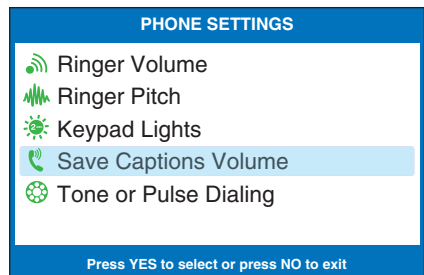 PHONE SETTINGS
Ringer Volume
Ringer Pitch
Keypad Lights
Save Captions Volume
Tone or Pulse Dialing
Press YES to select or press NO to exit